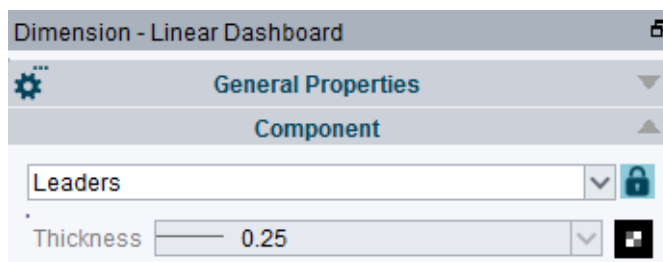 Dimension - Linear Dashboard
General Properties
Component
Leaders
Thickness 0.25